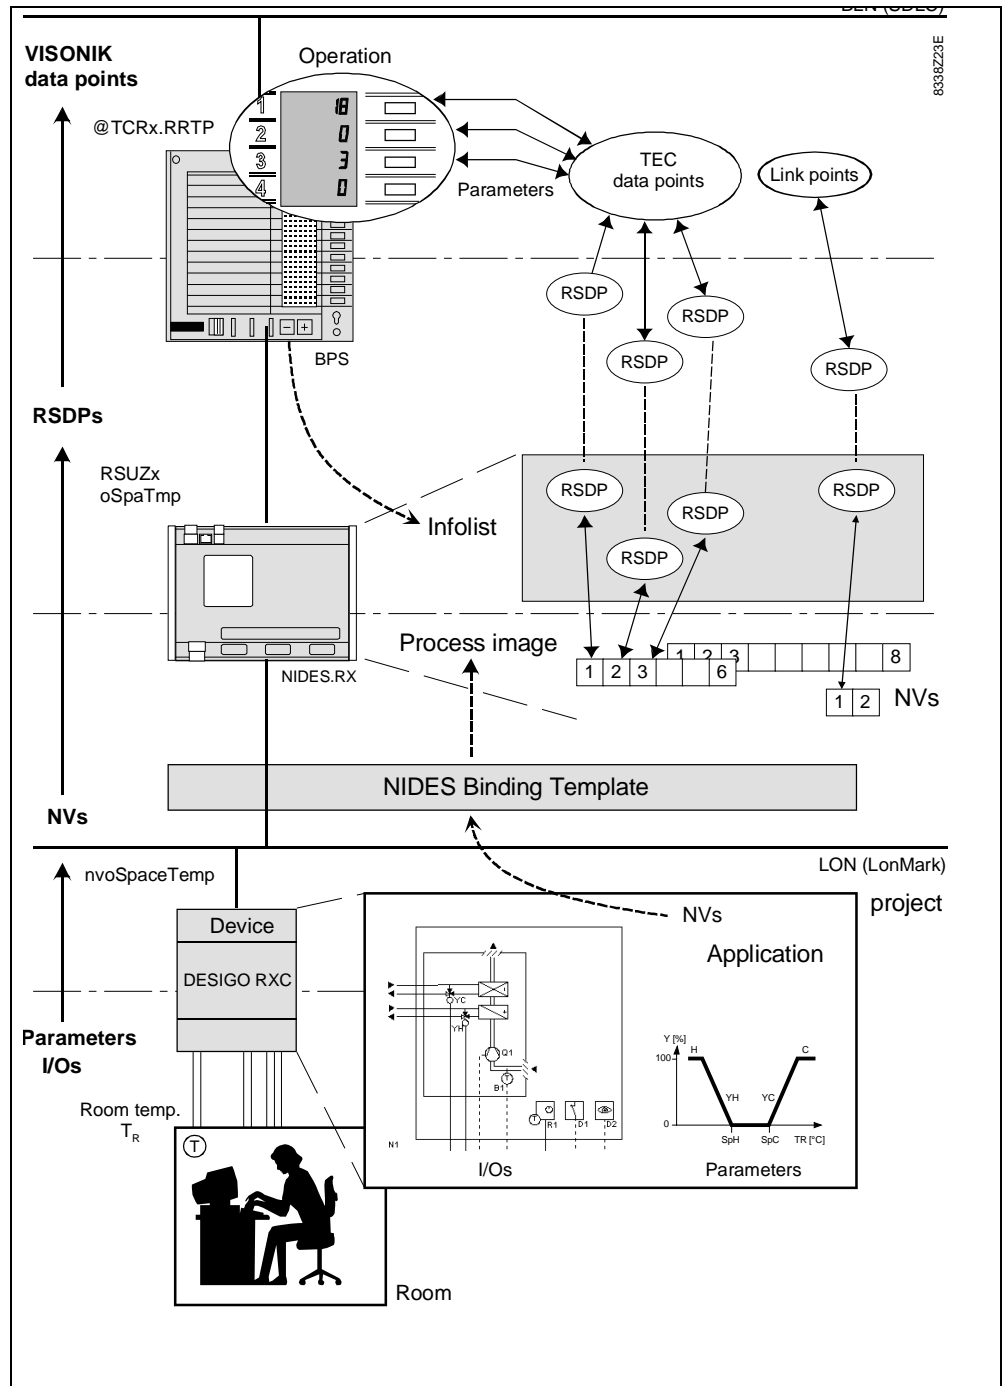 BLN (SDLC)
VISONIK
data points
Operation
8338Z23E
@TCRx.RRTP
1
2
3
4
18
0
3
0
Parameters
TEC
data points
Link points
RSDP
RSDP
RSDP
RSDP
BPS
RSDPs
RSUZx
oSpaTmp
Infolist
RSDP
RSDP
RSDP
RSDP
Process image
NIDES.RX
1 2 3 8
1 2 3 6
1 2
NVs
NIDES Binding Template
NVs
LON (LonMark)
nvoSpaceTemp
project
Device
NVs
Application
DESIGO RXC
YC
YH
Q1
B1
T
T
R1
D1
D2
N1
I/Os
Y [%]
100
0
H
C
YH
YC
SpH
SpC
TR [°C]
Parameters
Parameters
I/Os
Room temp.
TR
T
Room